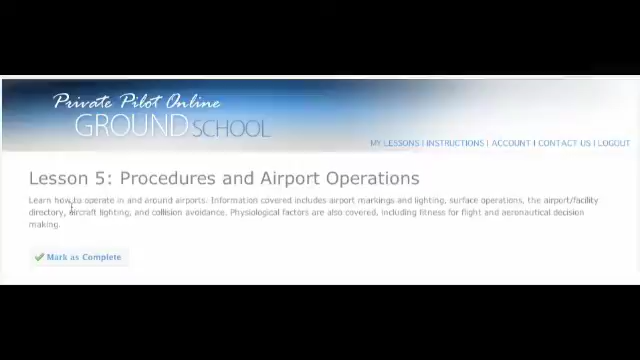 Private Pilot Online
GROUND SCHOOL
MY LESSONS | INSTRUCTIONS | ACCOUNT | CONTACT US | LOGOUT
Lesson 5: Procedures and Airport Operations
Learn how to operate in and around airports. Information covered includes airport markings and lighting, surface operations, the airport/facility
directory, aircraft lighting, and collision avoidance. Physiological factors are also covered, including fitness for flight and aeronautical decision
making.
Mark as Complete